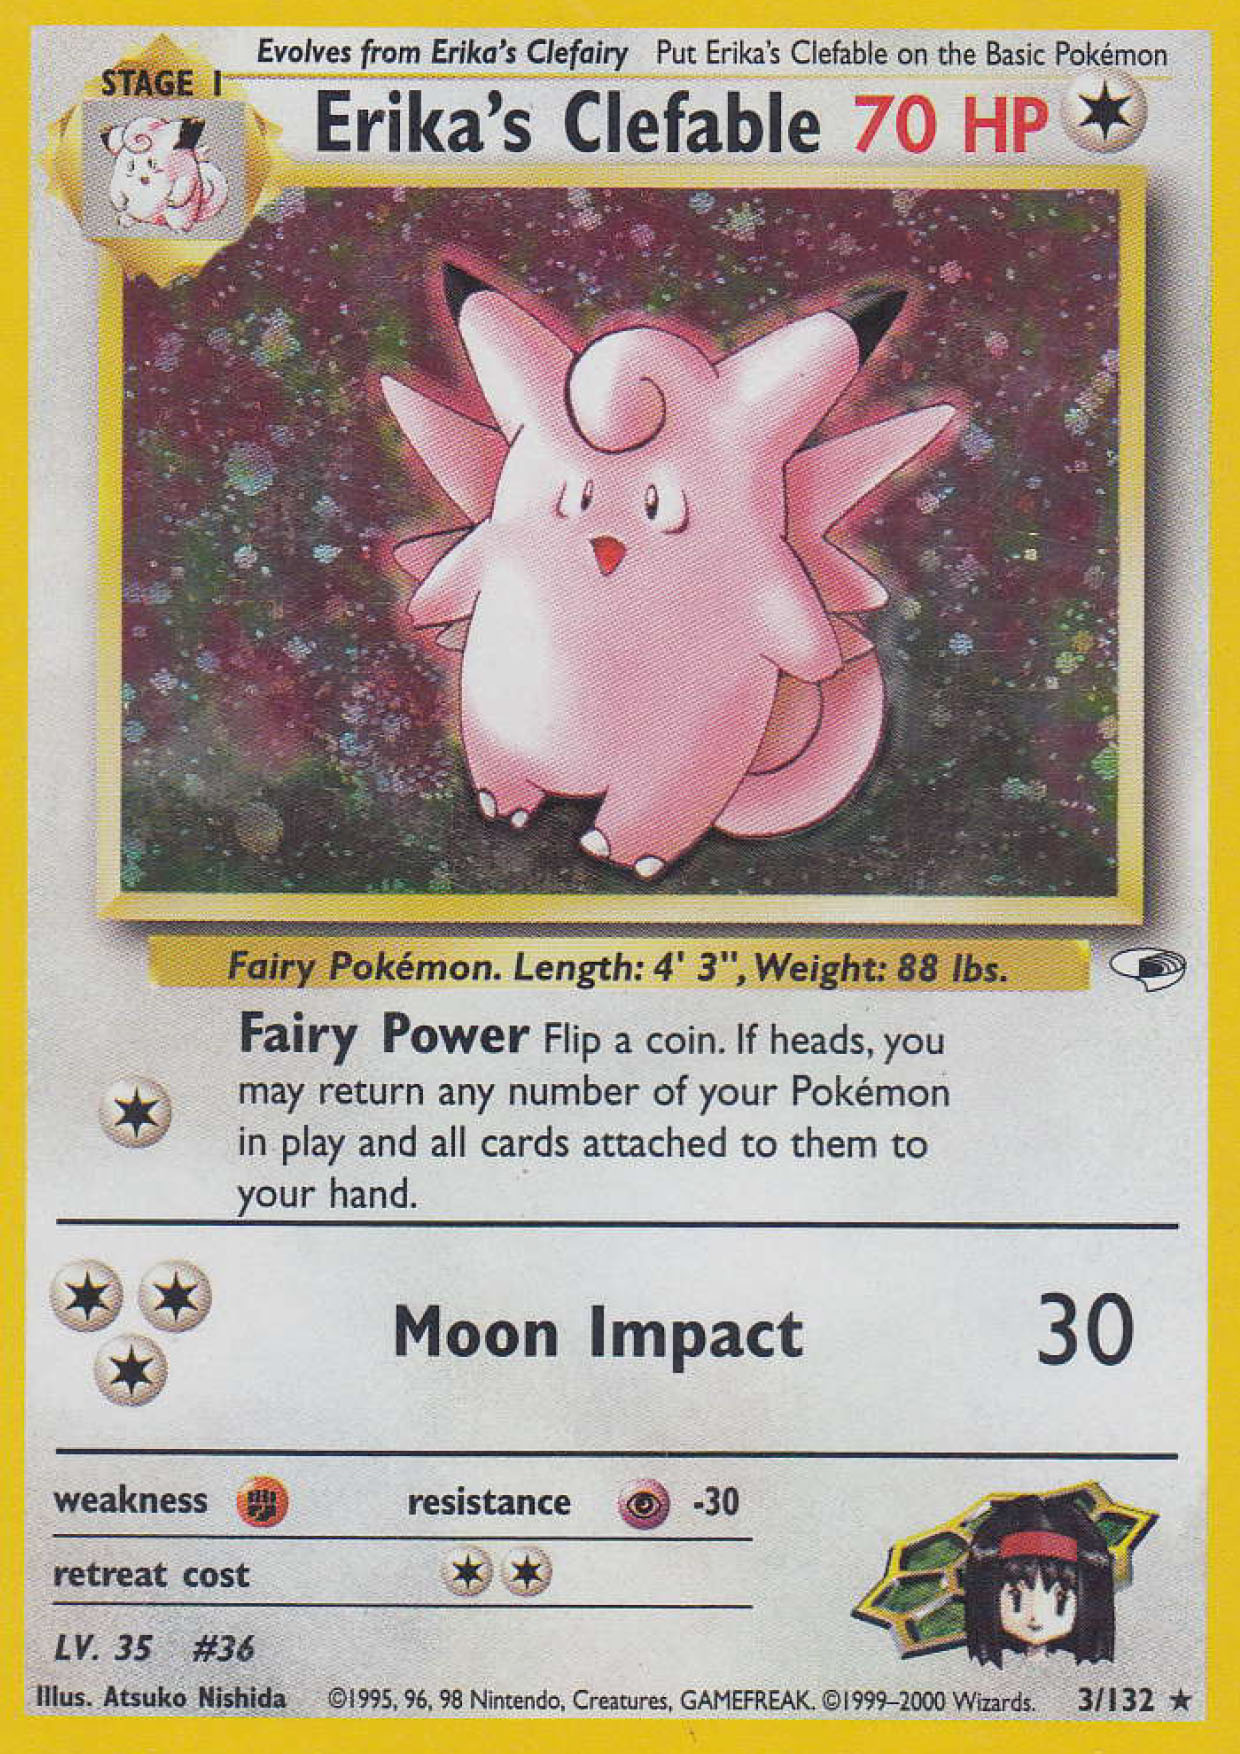 Evolves from Erika's Clefairy Put Erika's Clefable on the Basic Pokémon
STAGE 1
Erika's Clefable 70 HP
Fairy Pokémon. Length: 4' 3", Weight: 88 lbs.
Fairy Power Flip a coin. If heads, you
may return any number of your Pokémon
in play and all cards attached to them to
your hand.
Moon Impact 30
weakness resistance -30
retreat cost
LV. 35 #36
Illus. Atsuko Nishida ©1995, 96, 98 Nintendo, Creatures, GAMEFREAK. ©1999–2000 Wizards. 3/132 ★